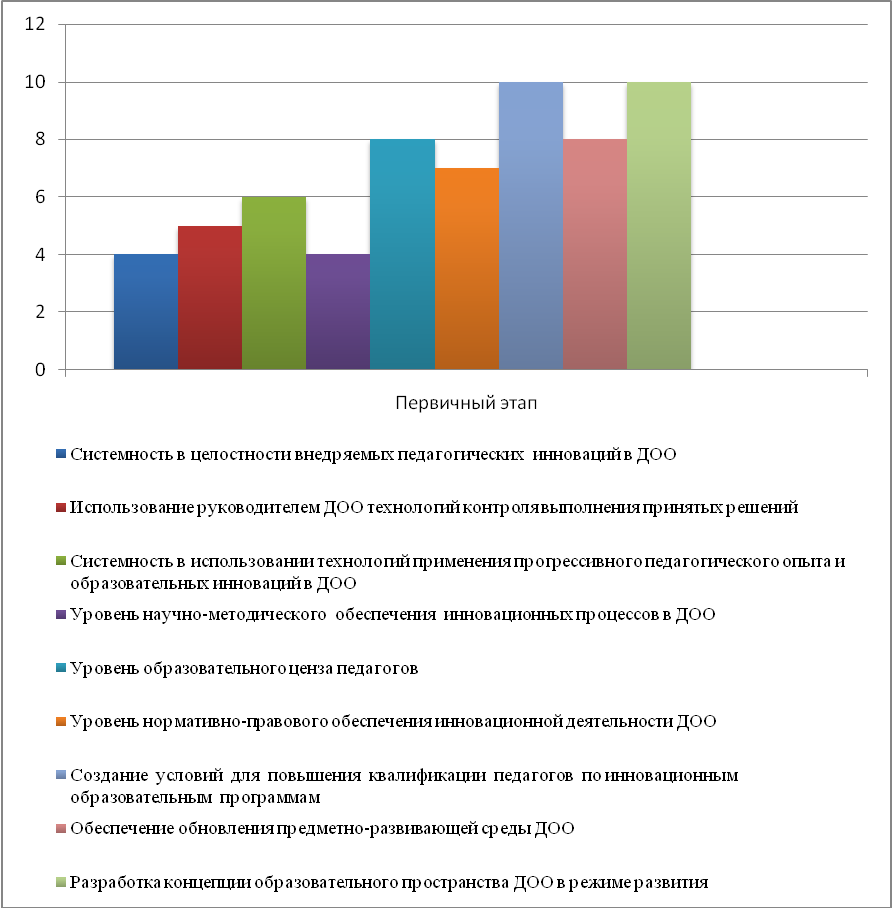 12
10
8
6
4
2
0
Первичный этап
Системность в целостности внедряемых педагогических инноваций в ДОО
Использование руководителем ДОО технологий контроля выполнения принятых решений
Системность в использовании технологий применения прогрессивного педагогического опыта и
образовательных инноваций в ДОО
Уровень научно-методического обеспечения инновационных процессов в ДОО
Уровень образовательного ценза педагогов
Уровень нормативно-правового обеспечения инновационной деятельности ДОО
Создание условий для повышения квалификации педагогов по инновационным
образовательным программам
Обеспечение обновления предметно-развивающей среды ДОО
Разработка концепции образовательного пространства ДОО в режиме развития